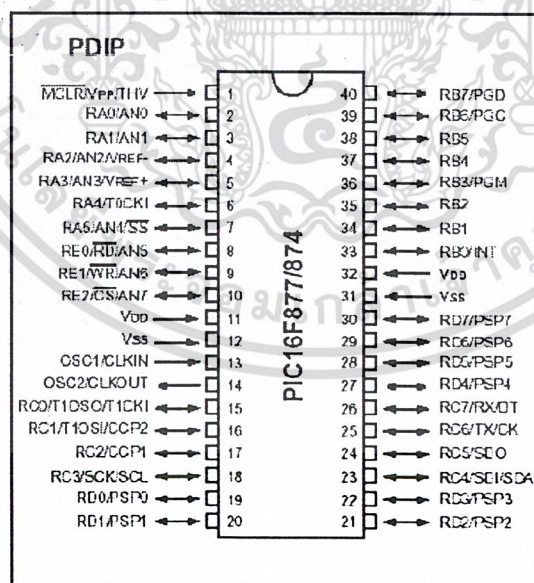 PDIP
MCLR/VPP/THV 1 40 RB7/PGD
RA0/AN0 2 39 RB6/PGC
RA1/AN1 3 38 RB5
RA2/AN2/VREF- 4 37 RB4
RA3/AN3/VREF+ 5 36 RB3/PGM
RA4/T0CKI 6 35 RB2
RA5/AN4/SS 7 34 RB1
RE0/RD/AN5 8 33 RB0/INT
RE1/WR/AN6 9 32 VDD
RE2/CS/AN7 10 31 VSS
VDD 11 30 RD7/PSP7
VSS 12 29 RD6/PSP6
OSC1/CLKIN 13 28 RD5/PSP5
OSC2/CLKOUT 14 27 RD4/PSP4
RC0/T1OSO/T1CKI 15 26 RC7/RX/DT
RC1/T1OSI/CCP2 16 25 RC6/TX/CK
RC2/CCP1 17 24 RC5/SDO
RC3/SCK/SCL 18 23 RC4/SDI/SDA
RD0/PSP0 19 22 RD3/PSP3
RD1/PSP1 20 21 RD2/PSP2
PIC16F877/874